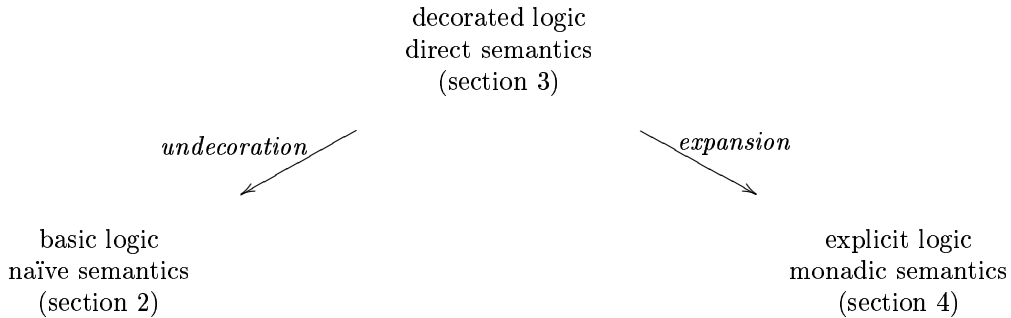 decorated logic
direct semantics
(section 3)
undecoration
expansion
basic logic
naïve semantics
(section 2)
explicit logic
monadic semantics
(section 4)